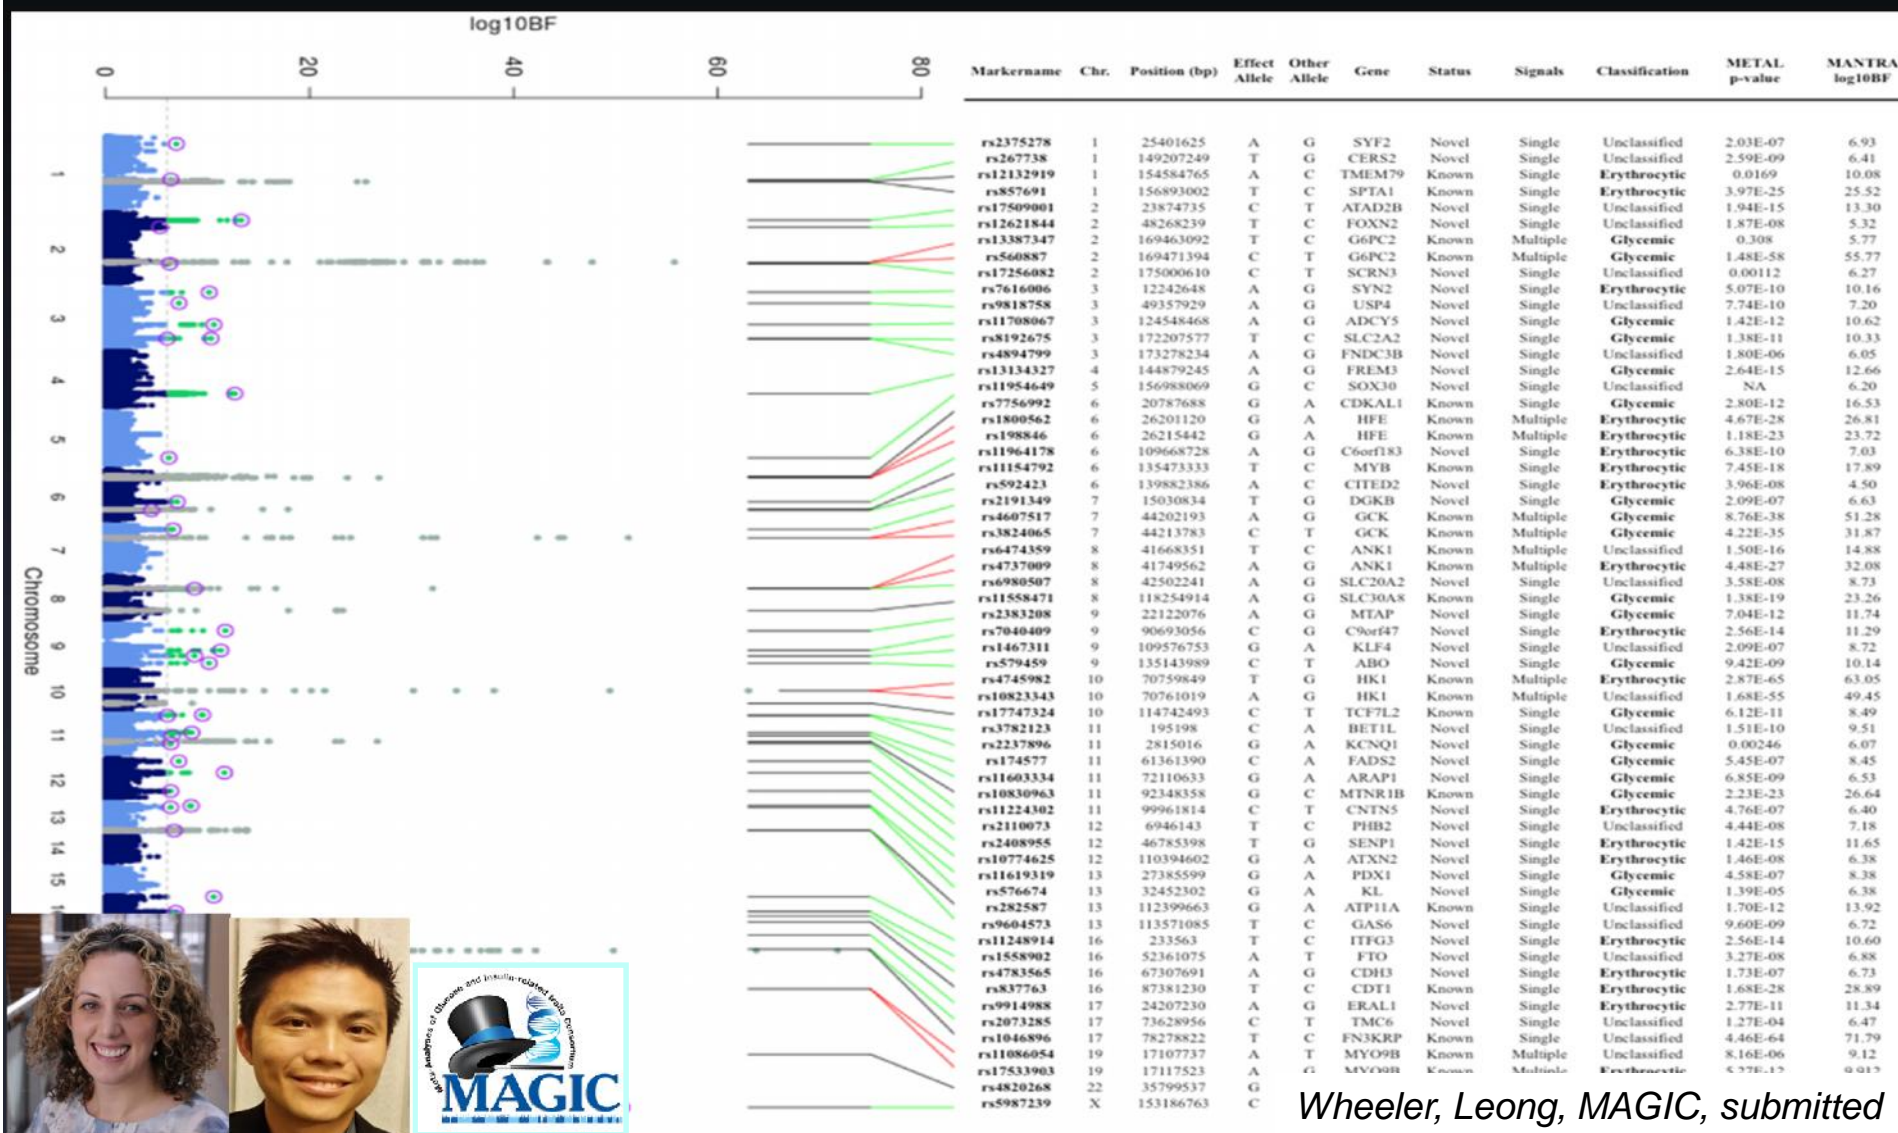 log10BF
0 20 40 60 80
Chromosome
1
2
3
4
5
6
7
8
9
10
11
12
13
14
15
Markername Chr. Position (bp) Effect Allele Other Allele Gene Status Signals Classification METAL p-value MANTRA log10BF
rs2375278 1 25401625 A G SYF2 Novel Single Unclassified 2.03E-07 6.93
rs267738 1 149207249 T G CERS2 Novel Single Unclassified 2.59E-09 6.41
rs12132919 1 154584765 A C TMEM79 Known Single Erythrocytic 0.0169 10.08
rs857691 1 156893002 T C SPTA1 Known Single Erythrocytic 3.97E-25 25.52
rs17509001 2 23874735 C T ATAD2B Novel Single Unclassified 1.94E-15 13.30
rs12621844 2 48268239 T C FOXN2 Novel Single Unclassified 1.87E-08 5.32
rs13387347 2 169463092 T C G6PC2 Known Multiple Glycemic 0.308 5.77
rs560887 2 169471394 C T G6PC2 Known Multiple Glycemic 1.48E-58 55.77
rs17256082 2 175000610 C T SCRN3 Novel Single Unclassified 0.00112 6.27
rs7616006 3 12242648 A G SYN2 Novel Single Erythrocytic 5.07E-10 10.16
rs9818758 3 49357929 A G USP4 Novel Single Unclassified 7.74E-10 7.20
rs11708067 3 124548468 A G ADCY5 Novel Single Glycemic 1.42E-12 10.62
rs8192675 3 172207577 T C SLC2A2 Novel Single Glycemic 1.38E-11 10.33
rs4894799 3 173278234 A G FNDC3B Novel Single Unclassified 1.80E-06 6.05
rs13134327 4 144879245 A G FREM3 Novel Single Glycemic 2.64E-15 12.66
rs11954649 5 156988069 G C SOX30 Novel Single Unclassified NA 6.20
rs7756992 6 20787688 G A CDKAL1 Known Single Glycemic 2.80E-12 16.53
rs1800562 6 26201120 G A HFE Known Multiple Erythrocytic 4.67E-28 26.81
rs198846 6 26215442 G A HFE Known Multiple Erythrocytic 1.18E-23 23.72
rs11964178 6 109668728 A G C6orf183 Novel Single Erythrocytic 6.38E-10 7.03
rs11154792 6 135473333 T C MYB Known Single Erythrocytic 7.45E-18 17.89
rs592423 6 139882386 A C CITED2 Novel Single Erythrocytic 3.96E-08 4.50
rs2191349 7 15030834 T G DGKB Novel Single Glycemic 2.09E-07 6.63
rs4607517 7 44202193 A G GCK Known Multiple Glycemic 8.76E-38 51.28
rs3824065 7 44213783 C T GCK Known Multiple Glycemic 4.22E-35 31.87
rs6474359 8 41668351 T C ANK1 Known Multiple Unclassified 1.50E-16 14.88
rs4737009 8 41749562 A G ANK1 Known Multiple Erythrocytic 4.48E-27 32.08
rs6980507 8 42502241 A G SLC20A2 Novel Single Unclassified 3.58E-08 8.73
rs11558471 8 118254914 A G SLC30A8 Known Single Glycemic 1.38E-19 23.26
rs2383208 9 22122076 A G MTAP Novel Single Glycemic 7.04E-12 11.74
rs7040409 9 90693056 C G C9orf47 Novel Single Erythrocytic 2.56E-14 11.29
rs1467311 9 109576753 G A KLF4 Novel Single Unclassified 2.09E-07 8.72
rs579459 9 135143989 C T ABO Novel Single Glycemic 9.42E-09 10.14
rs4745982 10 70759849 T G HK1 Known Multiple Erythrocytic 2.87E-65 63.05
rs10823343 10 70761019 A G HK1 Known Multiple Unclassified 1.68E-55 49.45
rs17747324 10 114742493 C T TCF7L2 Known Single Glycemic 6.12E-11 8.49
rs3782123 11 195198 C A BET1L Novel Single Unclassified 1.51E-10 9.51
rs2237896 11 2815016 G A KCNQ1 Novel Single Glycemic 0.00246 6.07
rs174577 11 61361390 C A FADS2 Novel Single Glycemic 5.45E-07 8.45
rs11603334 11 72110633 G A ARAP1 Novel Single Glycemic 6.85E-09 6.53
rs10830963 11 92348358 G C MTNR1B Known Single Glycemic 2.23E-23 26.64
rs11224302 11 99961814 C T CNTN5 Novel Single Erythrocytic 4.76E-07 6.40
rs2110073 12 6946143 T C PHB2 Novel Single Unclassified 4.44E-08 7.18
rs2408955 12 46785398 T G SENP1 Novel Single Erythrocytic 1.42E-15 11.65
rs10774625 12 110394602 G A ATXN2 Novel Single Erythrocytic 1.46E-08 6.38
rs11619319 13 27385599 G A PDX1 Novel Single Glycemic 4.58E-07 8.38
rs576674 13 32452302 G A KL Novel Single Glycemic 1.39E-05 6.38
rs282587 13 112399663 G A ATP11A Known Single Unclassified 1.70E-12 13.92
rs9604573 13 113571085 T C GAS6 Novel Single Unclassified 9.60E-09 6.72
rs11248914 16 233563 T C ITFG3 Novel Single Erythrocytic 2.56E-14 10.60
rs1558902 16 52361075 A T FTO Novel Single Unclassified 3.27E-08 6.88
rs4783565 16 67307691 A G CDH3 Novel Single Erythrocytic 1.73E-07 6.73
rs837763 16 87381230 T C CDT1 Known Single Erythrocytic 1.68E-28 28.89
rs9914988 17 24207230 A G ERAL1 Novel Single Erythrocytic 2.77E-11 11.34
rs2073285 17 73628956 C T TMC6 Novel Single Unclassified 1.27E-04 6.47
rs1046896 17 78278822 T C FN3KRP Known Single Unclassified 4.46E-64 71.79
rs11086054 19 17107737 A T MYO9B Known Multiple Unclassified 8.16E-06 9.12
rs17533903 19 17117523 A G MYO9B Known Multiple Erythrocytic 5.27E-12 9.912
rs4820268 22 35799537 G
rs5987239 X 153186763 C
Meta-Analyses of Glucose and Insulin-related traits Consortium
MAGIC
Wheeler, Leong, MAGIC, submitted